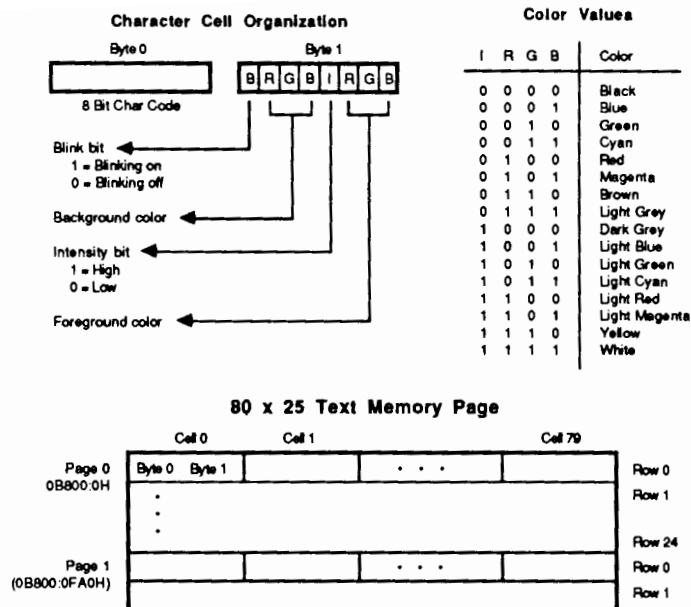 Character Cell Organization
Byte 0 Byte 1
B R G B I R G B
8 Bit Char Code
Blink bit
1 = Blinking on
0 = Blinking off
Background color
Intensity bit
1 = High
0 = Low
Foreground color
Color Valuea
I R G B Color
0 0 0 0 Black
0 0 0 1 Blue
0 0 1 0 Green
0 0 1 1 Cyan
0 1 0 0 Red
0 1 0 1 Magenta
0 1 1 0 Brown
0 1 1 1 Light Grey
1 0 0 0 Dark Grey
1 0 0 1 Light Blue
1 0 1 0 Light Green
1 0 1 1 Light Cyan
1 1 0 0 Light Red
1 1 0 1 Light Magenta
1 1 1 0 Yellow
1 1 1 1 White
80 x 25 Text Memory Page
Cell 0 Cell 1 Cell 79
Page 0 Byte 0 Byte 1 . . . Row 0
0B800:0H Row 1
Row 24
Page 1 . . . Row 0
(0B800:0FA0H) Row 1